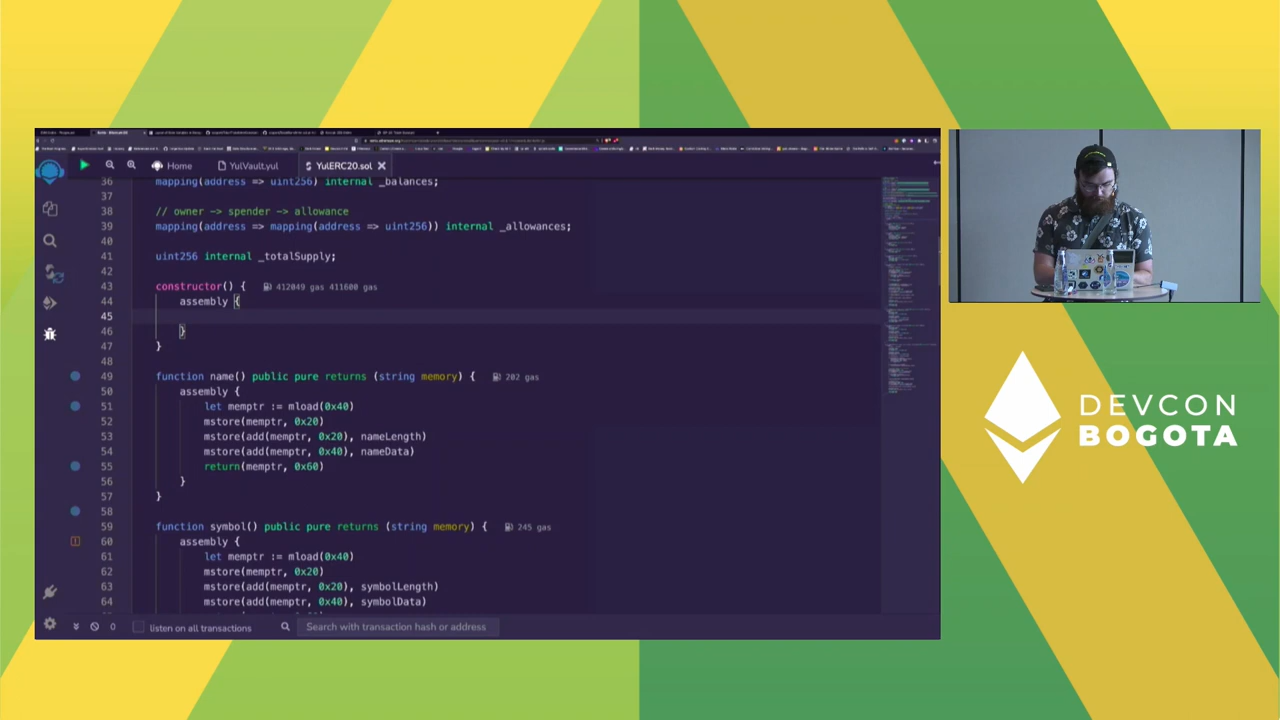 Home
YulVault.yul
YulERC20.sol
36 mapping(address => uint256) internal _balances;
37
38 // owner -> spender -> allowance
39 mapping(address => mapping(address => uint256)) internal _allowances;
40
41 uint256 internal _totalSupply;
42
43 constructor() { 412049 gas 411600 gas
44 assembly {
45
46 }
47 }
48
49 function name() public pure returns (string memory) { 202 gas
50 assembly {
51 let memptr := mload(0x40)
52 mstore(memptr, 0x20)
53 mstore(add(memptr, 0x20), nameLength)
54 mstore(add(memptr, 0x40), nameData)
55 return(memptr, 0x60)
56 }
57 }
58
59 function symbol() public pure returns (string memory) { 245 gas
60 assembly {
61 let memptr := mload(0x40)
62 mstore(memptr, 0x20)
63 mstore(add(memptr, 0x20), symbolLength)
64 mstore(add(memptr, 0x40), symbolData)
0
listen on all transactions
Search with transaction hash or address
DEVCON
BOGOTA